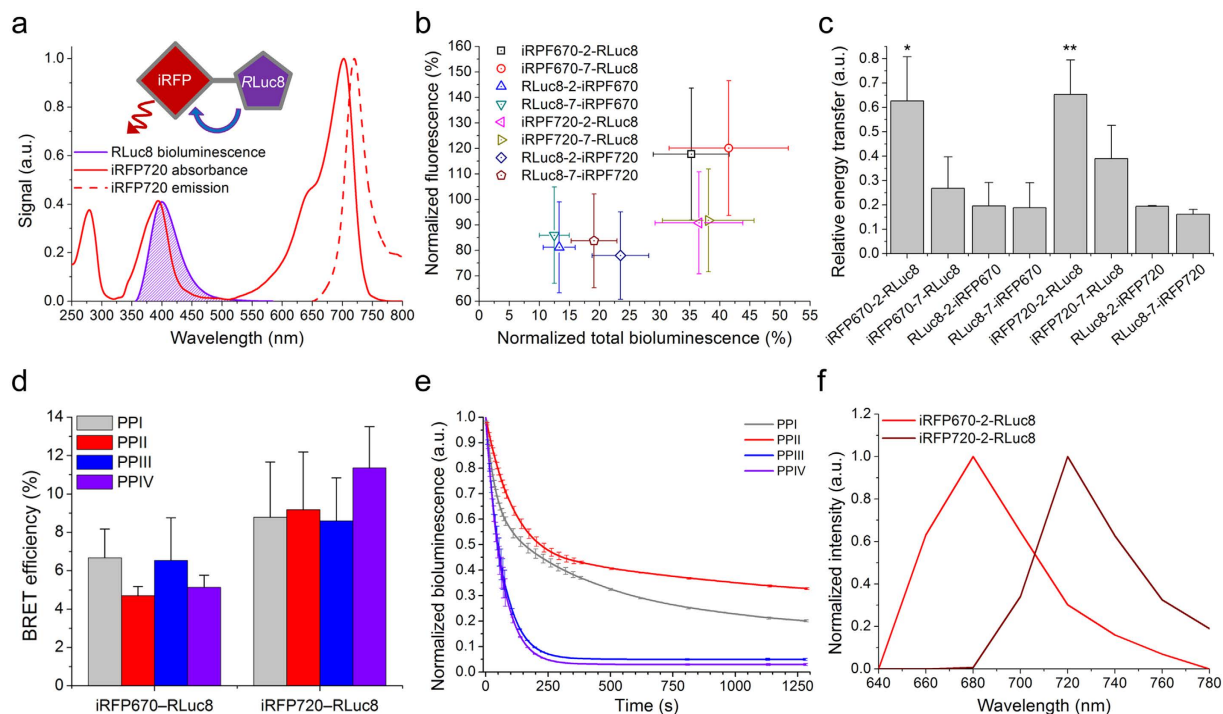 a
iRFP
RLuc8
RLuc8 bioluminescence
iRFP720 absorbance
iRFP720 emission
Signal (a.u.)
1.0
0.8
0.6
0.4
0.2
0.0
250 300 350 400 450 500 550 600 650 700 750 800
Wavelength (nm)
b
iRPF670-2-RLuc8
iRPF670-7-RLuc8
RLuc8-2-iRPF670
RLuc8-7-iRPF670
iRPF720-2-RLuc8
iRPF720-7-RLuc8
RLuc8-2-iRPF720
RLuc8-7-iRPF720
Normalized fluorescence (%)
160
150
140
130
120
110
100
90
80
70
60
0 5 10 15 20 25 30 35 40 45 50 55
Normalized total bioluminescence (%)
c
* **
Relative energy transfer (a.u.)
0.8
0.7
0.6
0.5
0.4
0.3
0.2
0.1
0
iRFP670-2-RLuc8
iRFP670-7-RLuc8
RLuc8-2-iRFP670
RLuc8-7-iRFP670
iRFP720-2-RLuc8
iRFP720-7-RLuc8
RLuc8-2-iRFP720
RLuc8-7-iRFP720
d
PPI
PPII
PPIII
PPIV
BRET efficiency (%)
14
12
10
8
6
4
2
0
iRFP670–RLuc8 iRFP720–RLuc8
e
PPI
PPII
PPIII
PPIV
Normalized bioluminescence (a.u.)
1.0
0.9
0.8
0.7
0.6
0.5
0.4
0.3
0.2
0.1
0.0
0 250 500 750 1000 1250
Time (s)
f
iRFP670-2-RLuc8
iRFP720-2-RLuc8
Normalized intensity (a.u.)
1.2
1.0
0.8
0.6
0.4
0.2
0.0
640 660 680 700 720 740 760 780
Wavelength (nm)